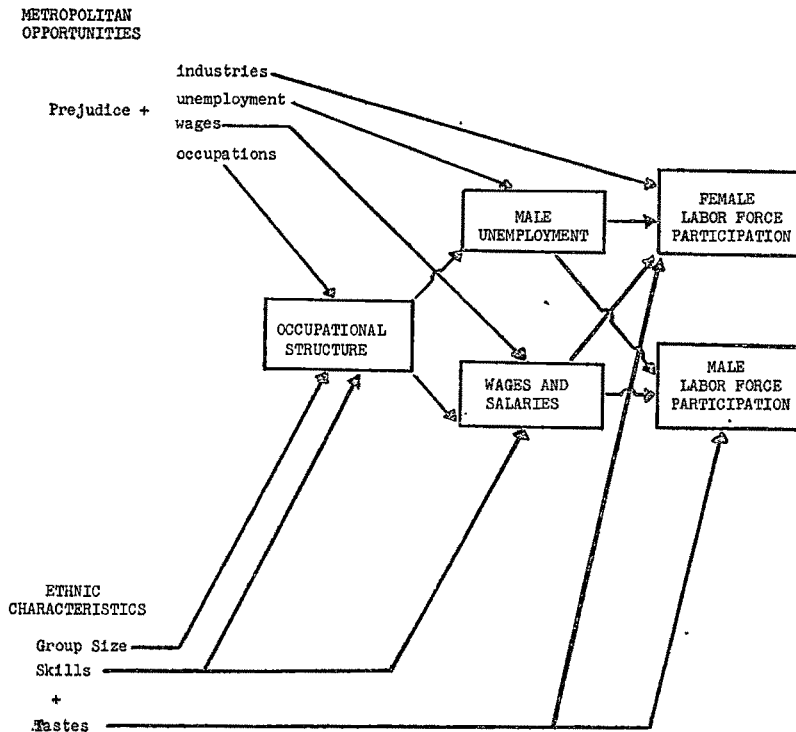 METROPOLITAN
OPPORTUNITIES
industries
Prejudice +
unemployment
wages
occupations
MALE
UNEMPLOYMENT
FEMALE
LABOR FORCE
PARTICIPATION
OCCUPATIONAL
STRUCTURE
WAGES AND
SALARIES
MALE
LABOR FORCE
PARTICIPATION
ETHNIC
CHARACTERISTICS
Group Size
Skills
+
Tastes